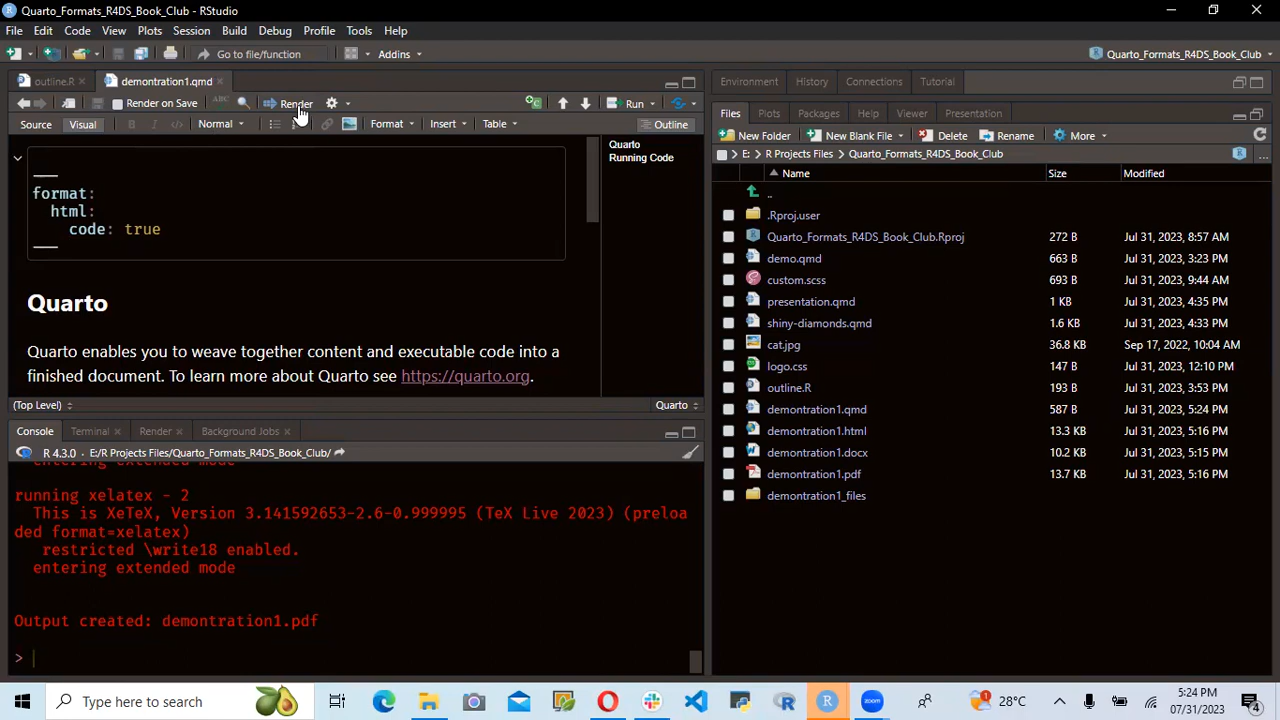 Quarto_Formats_R4DS_Book_Club - RStudio
File Edit Code View Plots Session Build Debug Profile Tools Help
Go to file/function Addins Quarto_Formats_R4DS_Book_Club
outline.R demontration1.qmd
Render on Save ABC Render Run
Source Visual B I Normal Format Insert Table Outline
---
format:
html:
code: true
---
Quarto
Quarto enables you to weave together content and executable code into a
finished document. To learn more about Quarto see https://quarto.org.
Quarto
Running Code
(Top Level) Quarto
Console Terminal Render Background Jobs
R 4.3.0 · E:/R Projects Files/Quarto_Formats_R4DS_Book_Club/
entering extended mode
running xelatex - 2
This is XeTeX, Version 3.141592653-2.6-0.999995 (TeX Live 2023) (preloa
ded format=xelatex)
restricted \write18 enabled.
entering extended mode
Output created: demontration1.pdf
>
Environment History Connections Tutorial
Files Plots Packages Help Viewer Presentation
New Folder New Blank File Delete Rename More
E: R Projects Files Quarto_Formats_R4DS_Book_Club ...
Name Size Modified
..
.Rproj.user
Quarto_Formats_R4DS_Book_Club.Rproj 272 B Jul 31, 2023, 8:57 AM
demo.qmd 663 B Jul 31, 2023, 3:23 PM
custom.scss 693 B Jul 31, 2023, 9:44 AM
presentation.qmd 1 KB Jul 31, 2023, 4:35 PM
shiny-diamonds.qmd 1.6 KB Jul 31, 2023, 4:33 PM
cat.jpg 36.8 KB Sep 17, 2022, 10:04 AM
logo.css 147 B Jul 31, 2023, 12:10 PM
outline.R 193 B Jul 31, 2023, 3:53 PM
demontration1.qmd 587 B Jul 31, 2023, 5:24 PM
demontration1.html 13.3 KB Jul 31, 2023, 5:16 PM
demontration1.docx 10.2 KB Jul 31, 2023, 5:15 PM
demontration1.pdf 13.7 KB Jul 31, 2023, 5:16 PM
demontration1_files
Type here to search
zoom
1
28°C
5:24 PM
07/31/2023
4